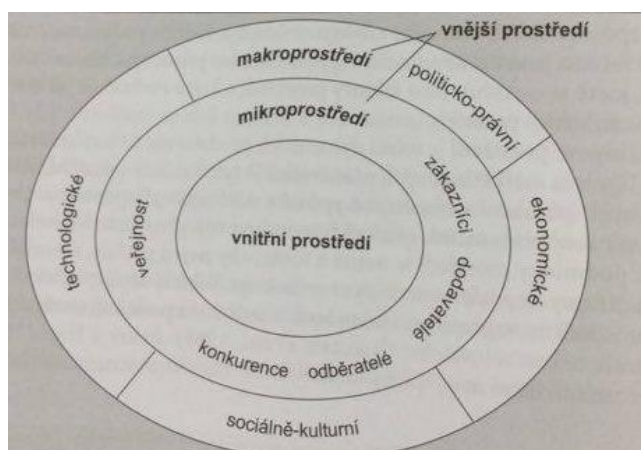 vnější prostředí
makroprostředí
politicko-právní
mikroprostředí
zákazníci
ekonomické
technologické
veřejnost
vnitřní prostředí
dodavatelé
konkurence
odběratelé
sociálně-kulturní